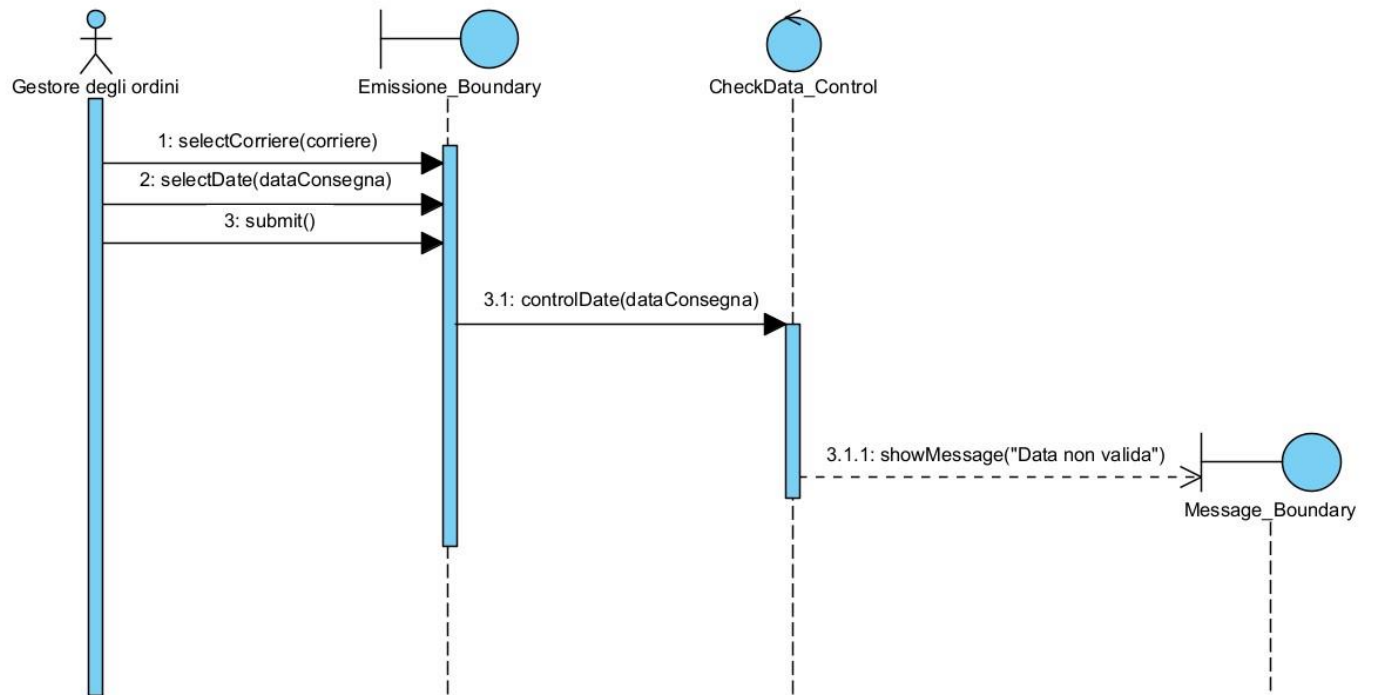 Gestore degli ordini
Emissione_Boundary
CheckData_Control
1: selectCorriere(corriere)
2: selectDate(dataConsegna)
3: submit()
3.1: controlDate(dataConsegna)
3.1.1: showMessage("Data non valida")
Message_Boundary